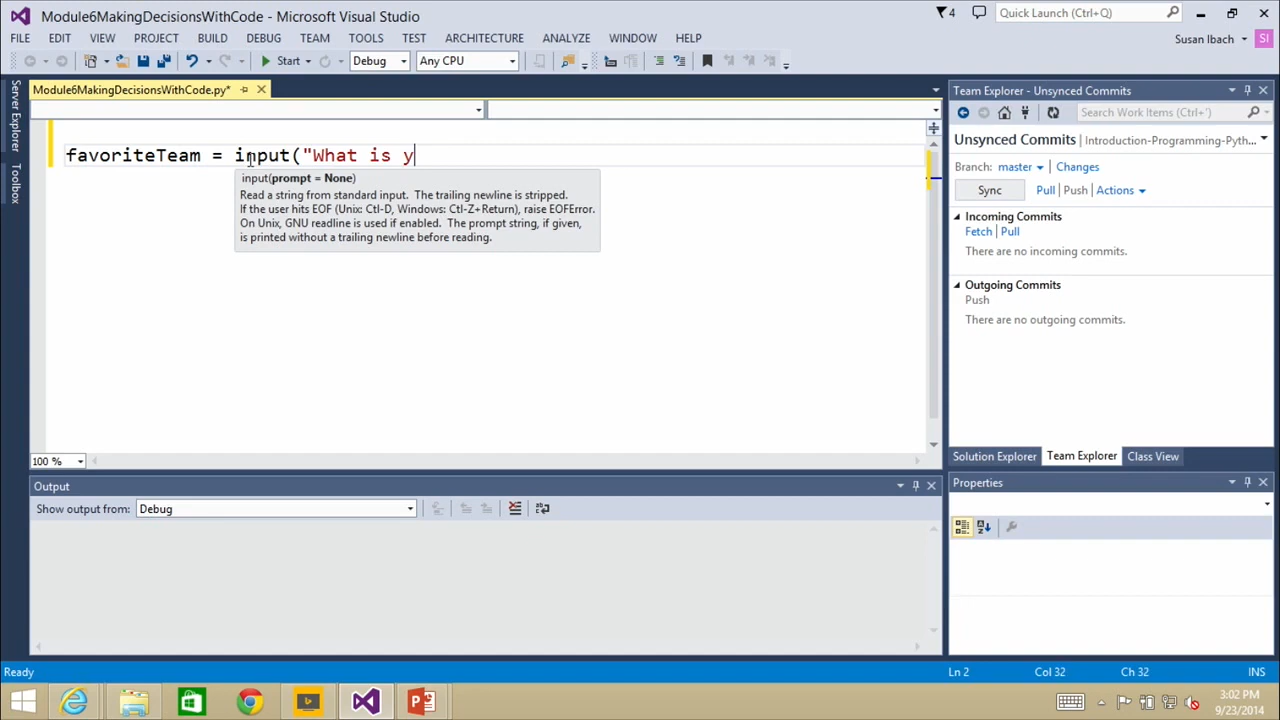 Module6MakingDecisionsWithCode - Microsoft Visual Studio
4
Quick Launch (Ctrl+Q)
FILE EDIT VIEW PROJECT BUILD DEBUG TEAM TOOLS TEST ARCHITECTURE ANALYZE WINDOW HELP
Susan Ibach
SI
Start
Debug
Any CPU
Server Explorer
Toolbox
Module6MakingDecisionsWithCode.py*
favoriteTeam = input("What is y
input(prompt = None)
Read a string from standard input. The trailing newline is stripped.
If the user hits EOF (Unix: Ctl-D, Windows: Ctl-Z+Return), raise EOFError.
On Unix, GNU readline is used if enabled. The prompt string, if given,
is printed without a trailing newline before reading.
100 %
Output
Show output from: Debug
Team Explorer - Unsynced Commits
Search Work Items (Ctrl+')
Unsynced Commits | Introduction-Programming-Pyth
Branch: master | Changes
Sync Pull | Push | Actions
Incoming Commits
Fetch | Pull
There are no incoming commits.
Outgoing Commits
Push
There are no outgoing commits.
Solution Explorer Team Explorer Class View
Properties
Ready
Ln 2 Col 32 Ch 32 INS
3:02 PM
9/23/2014